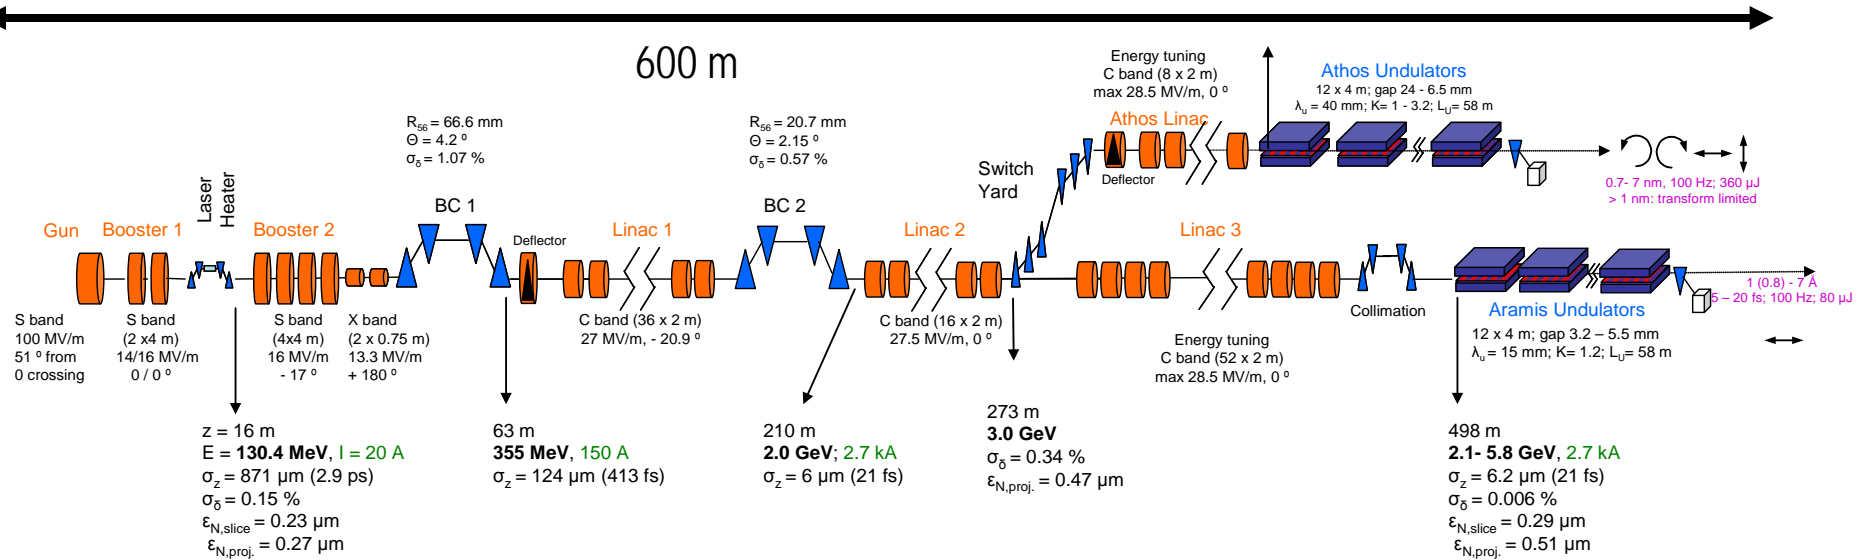 600 m
Energy tuning
C band (8 x 2 m)
max 28.5 MV/m, 0 º
Athos Linac
Athos Undulators
12 x 4 m; gap 24 - 6.5 mm
λu = 40 mm; K= 1 - 3.2; LU= 58 m
R56 = 66.6 mm
Θ = 4.2 º
σδ = 1.07 %
R56 = 20.7 mm
Θ = 2.15 º
σδ = 0.57 %
Switch
Yard
Deflector
0.7- 7 nm, 100 Hz; 360 µJ
> 1 nm: transform limited
Laser
Heater
BC 1
BC 2
Gun
Booster 1
Booster 2
Deflector
Linac 1
Linac 2
Linac 3
1 (0.8) - 7 Å
5 – 20 fs; 100 Hz; 80 µJ
Collimation
Aramis Undulators
12 x 4 m; gap 3.2 – 5.5 mm
λu = 15 mm; K= 1.2; LU= 58 m
S band
100 MV/m
51 º from
0 crossing
S band
(2 x4 m)
14/16 MV/m
0 / 0 º
S band
(4x4 m)
16 MV/m
- 17 º
X band
(2 x 0.75 m)
13.3 MV/m
+ 180 º
C band (36 x 2 m)
27 MV/m, - 20.9 º
C band (16 x 2 m)
27.5 MV/m, 0 º
Energy tuning
C band (52 x 2 m)
max 28.5 MV/m, 0 º
z = 16 m
E = 130.4 MeV, I = 20 A
σz = 871 µm (2.9 ps)
σδ = 0.15 %
εN,slice = 0.23 µm
εN,proj. = 0.27 µm
63 m
355 MeV, 150 A
σz = 124 µm (413 fs)
210 m
2.0 GeV; 2.7 kA
σz = 6 µm (21 fs)
273 m
3.0 GeV
σδ = 0.34 %
εN,proj. = 0.47 µm
498 m
2.1- 5.8 GeV, 2.7 kA
σz = 6.2 µm (21 fs)
σδ = 0.006 %
εN,slice = 0.29 µm
εN,proj. = 0.51 µm